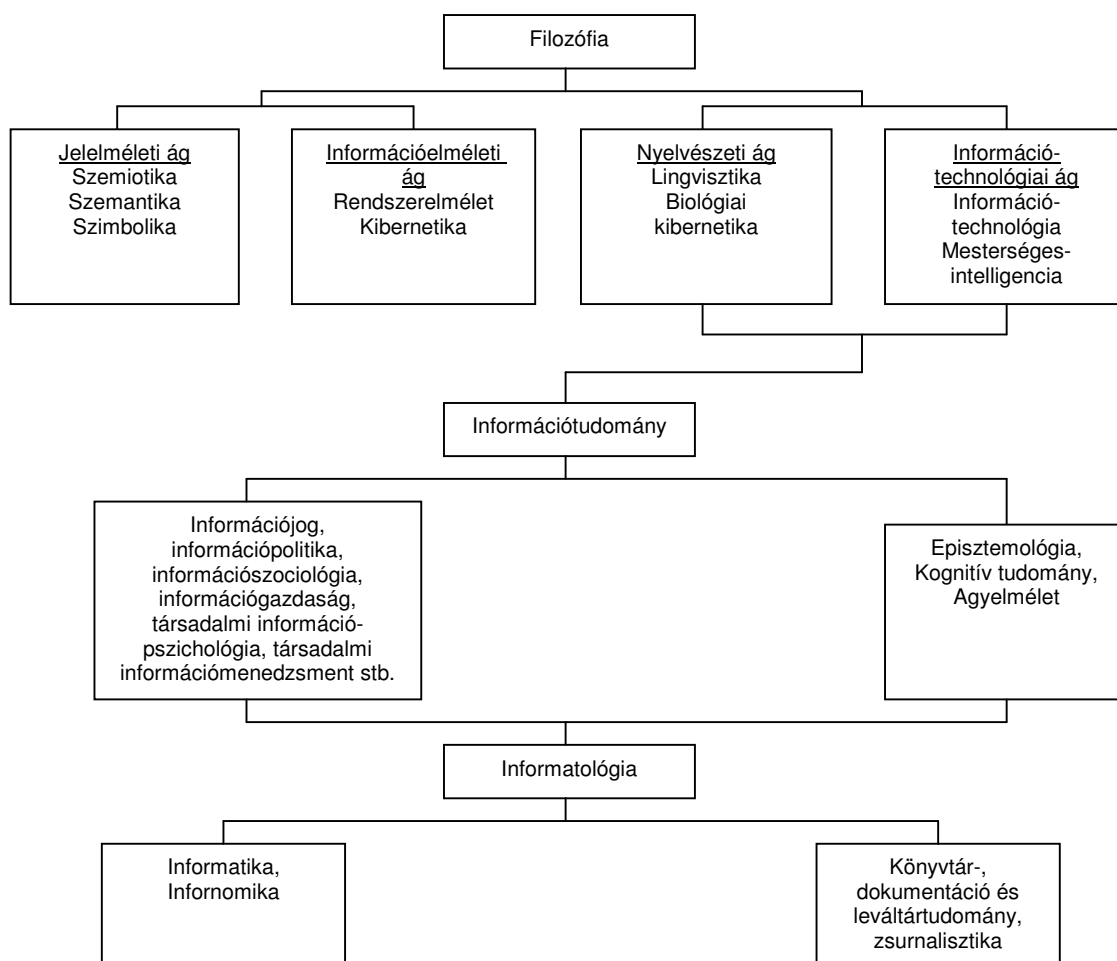 Filozófia
Jelelméleti ág
Szemiotika
Szemantika
Szimbolika
Információelméleti
ág
Rendszerelmélet
Kibernetika
Nyelvészeti ág
Lingvisztika
Biológiai
kibernetika
Információ-
technológiai ág
Információ-
technológia
Mesterséges-
intelligencia
Információtudomány
Információjog,
információpolitika,
információszociológia,
információgazdaság,
társadalmi információ-
pszichológia, társadalmi
információmenedzsment stb.
Episztemológia,
Kognitív tudomány,
Agyelmélet
Informatológia
Informatika,
Infornomika
Könyvtár-,
dokumentáció és
leváltártudomány,
zsurnalisztika